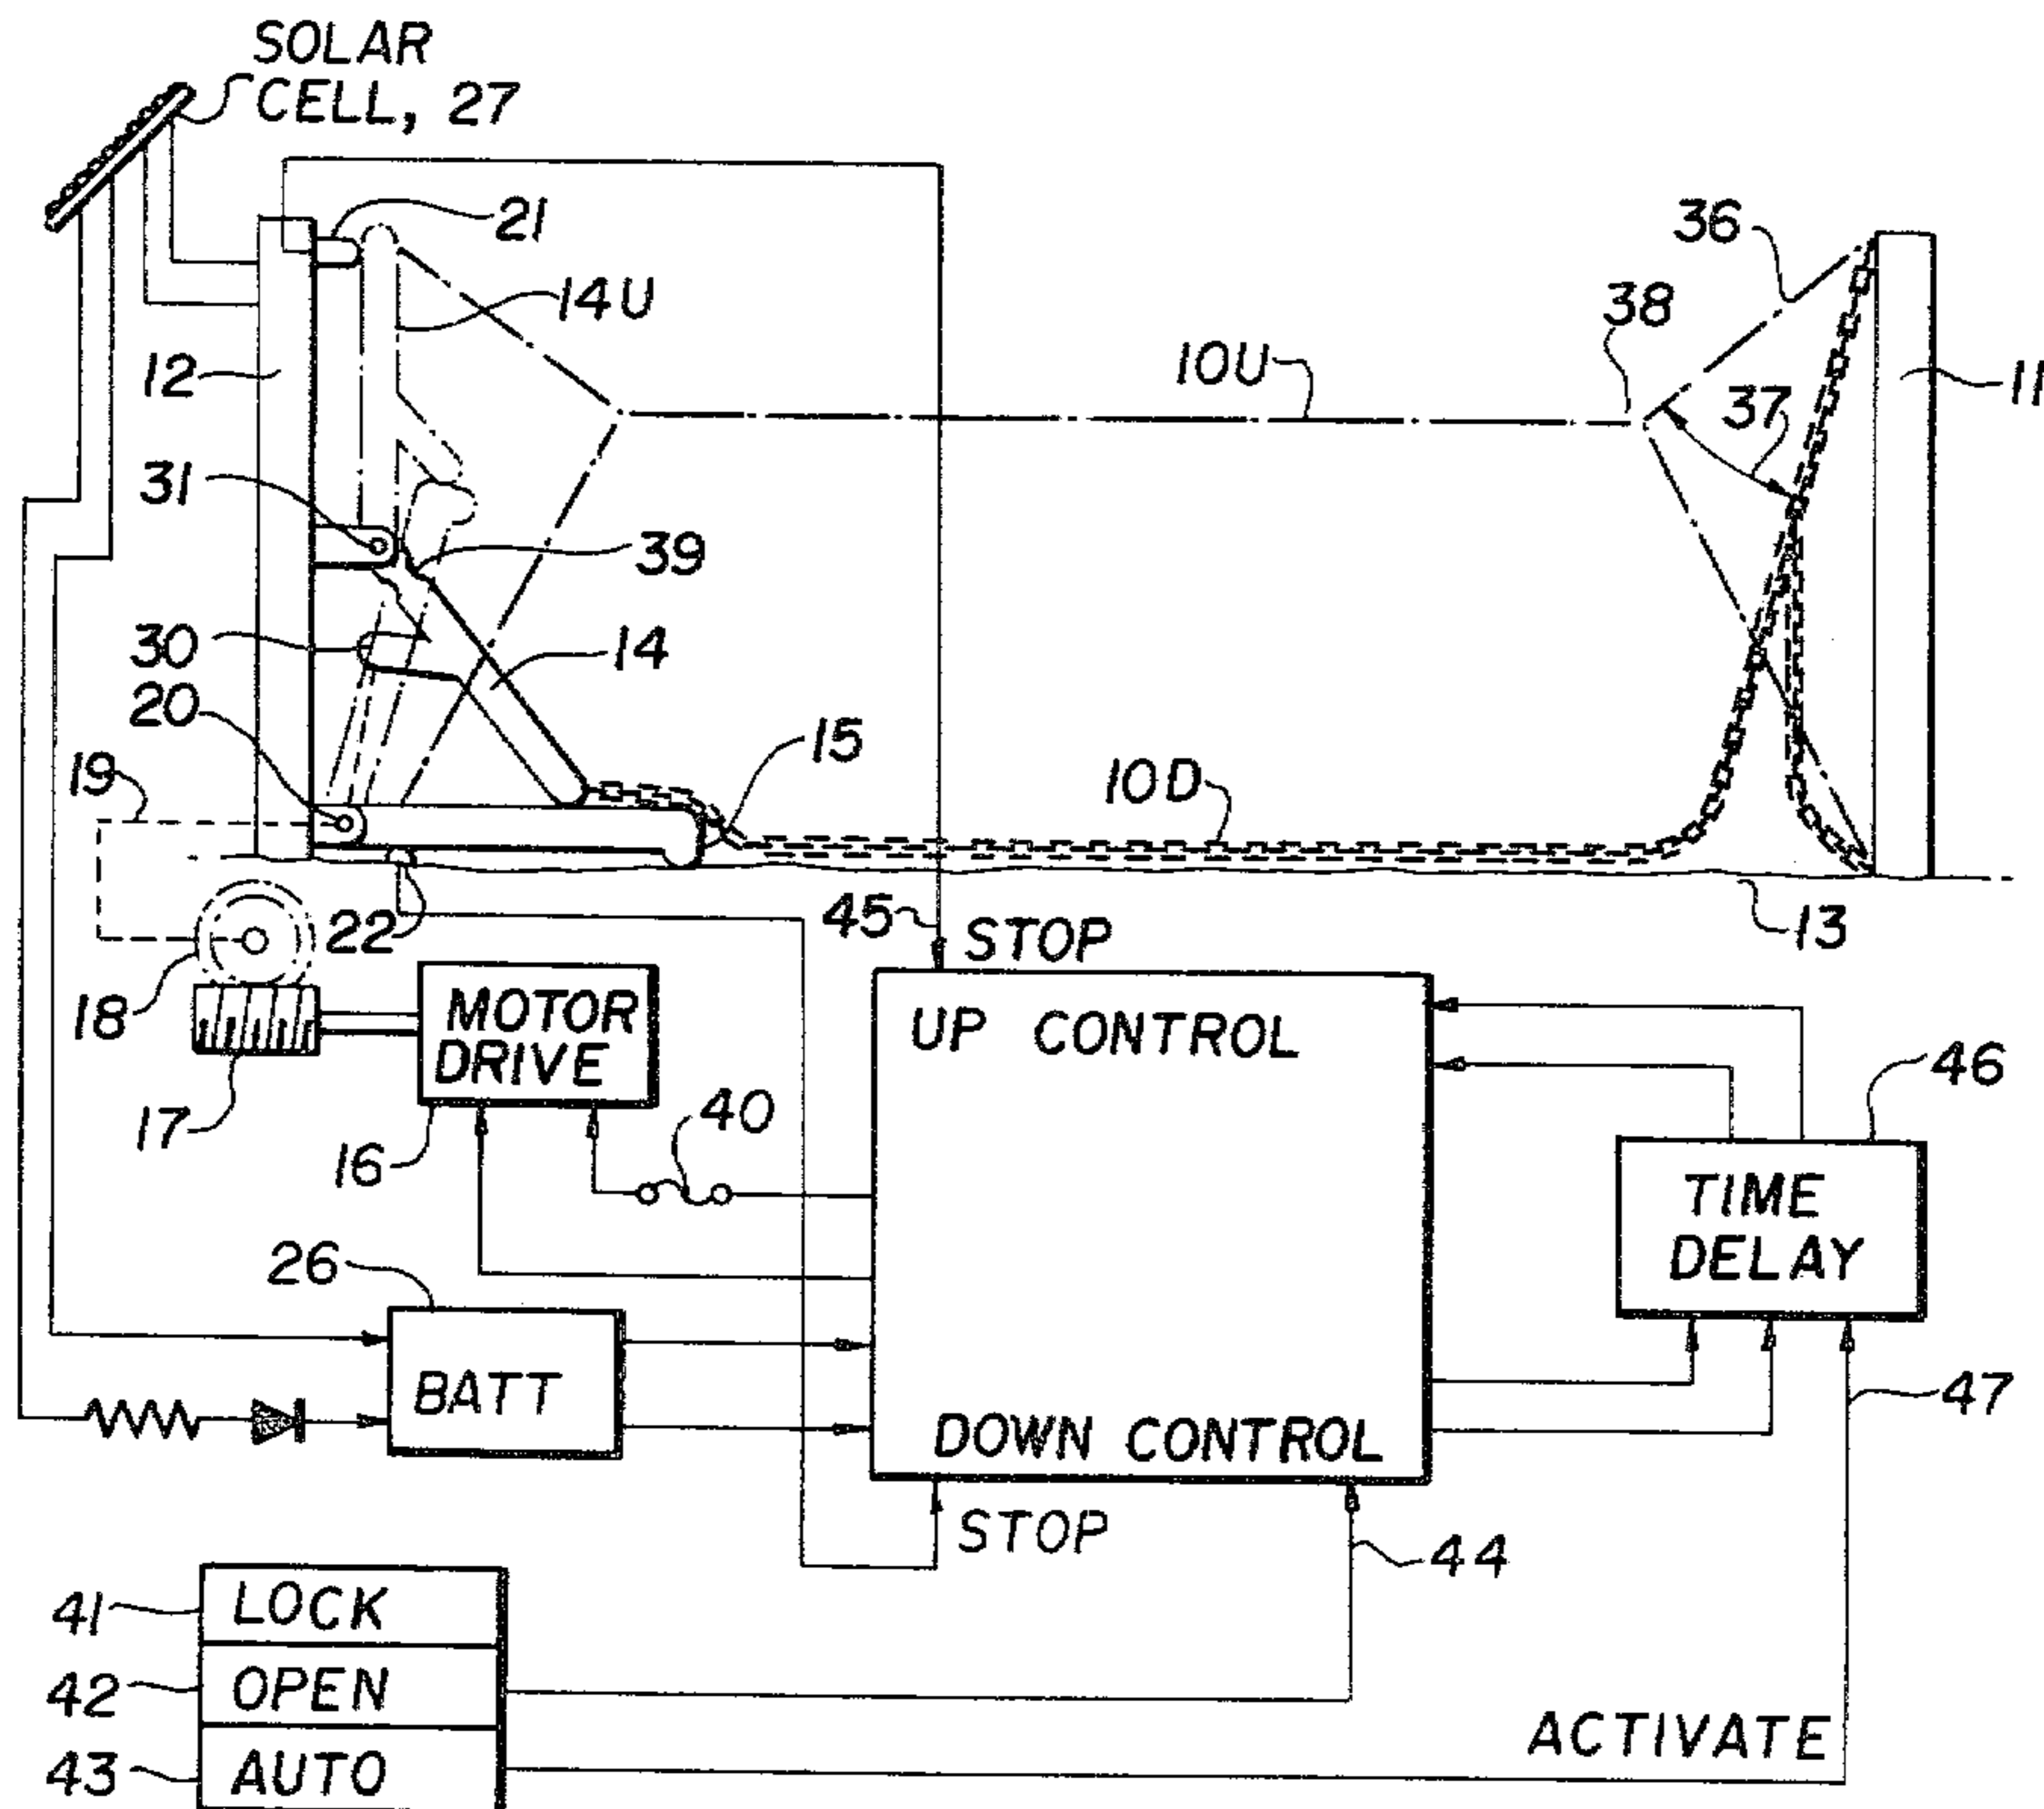 SOLAR
CELL, 27
21
36
14U
38
12
10U
11
37
31
39
30
14
20
15
19
10D
45
STOP
22
13
18
MOTOR
DRIVE
UP CONTROL
46
40
17
16
TIME
DELAY
26
BATT
47
DOWN CONTROL
STOP
44
41
LOCK
42
OPEN
ACTIVATE
43
AUTO